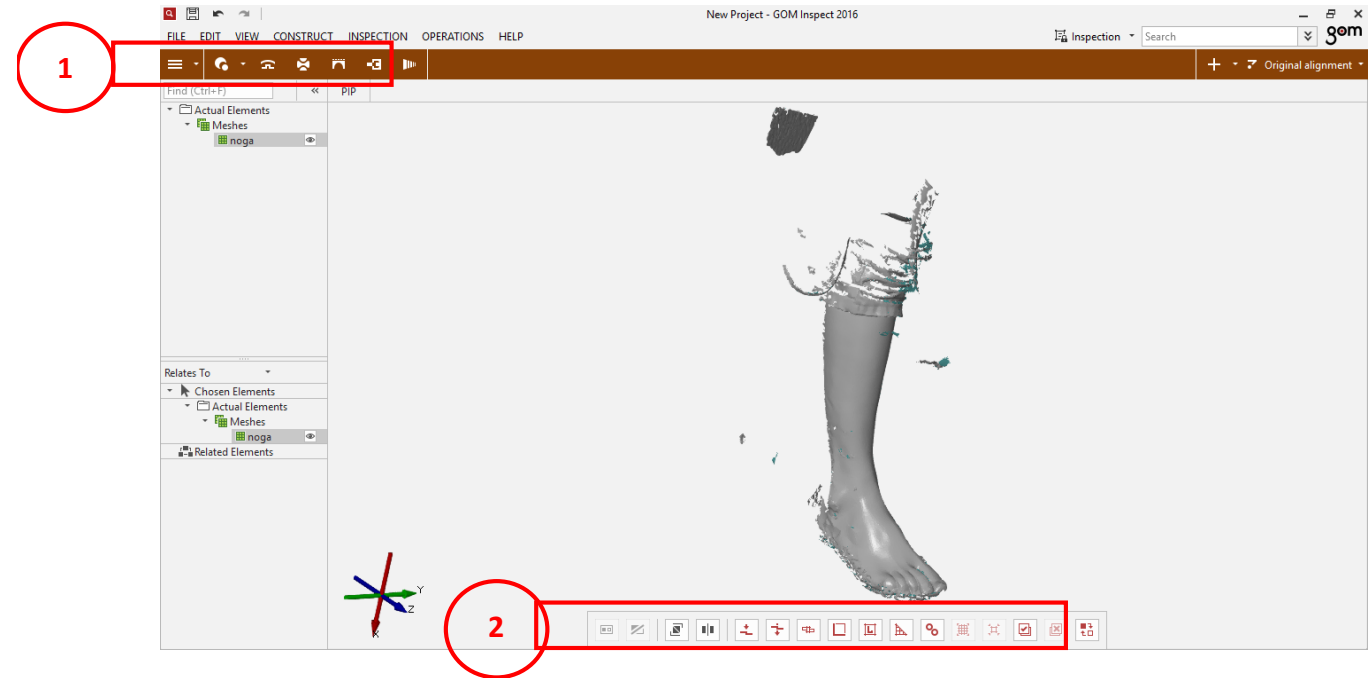 New Project - GOM Inspect 2016
FILE EDIT VIEW CONSTRUCT INSPECTION OPERATIONS HELP
Inspection
Search
gom
1
Original alignment
Find (Ctrl+F)
«
PIP
Actual Elements
Meshes
noga
Relates To
Chosen Elements
Actual Elements
Meshes
noga
Related Elements
Y
Z
X
2